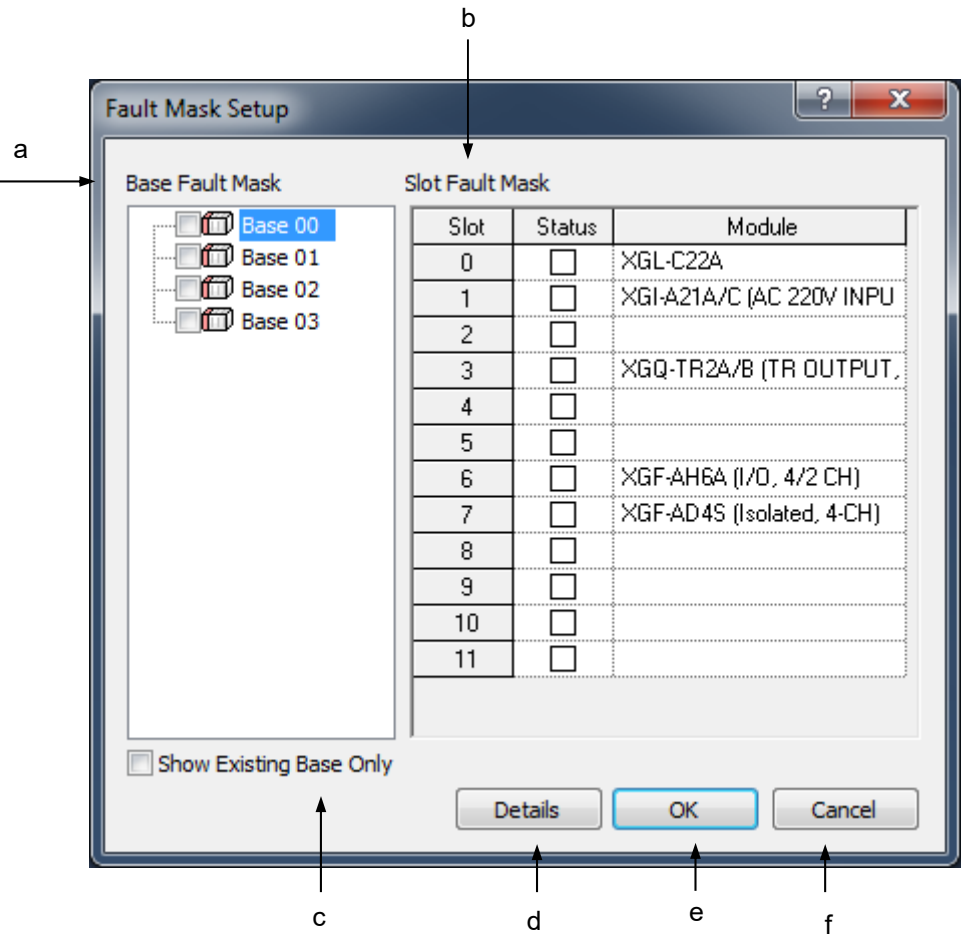 b
Fault Mask Setup
?
X
a
Base Fault Mask
Slot Fault Mask
Base 00
Base 01
Base 02
Base 03
Slot Status Module
0 XGL-C22A
1 XGI-A21A/C (AC 220V INPU
2
3 XGQ-TR2A/B (TR OUTPUT,
4
5
6 XGF-AH6A (I/O, 4/2 CH)
7 XGF-AD4S (Isolated, 4-CH)
8
9
10
11
Show Existing Base Only
Details OK Cancel
c d e f